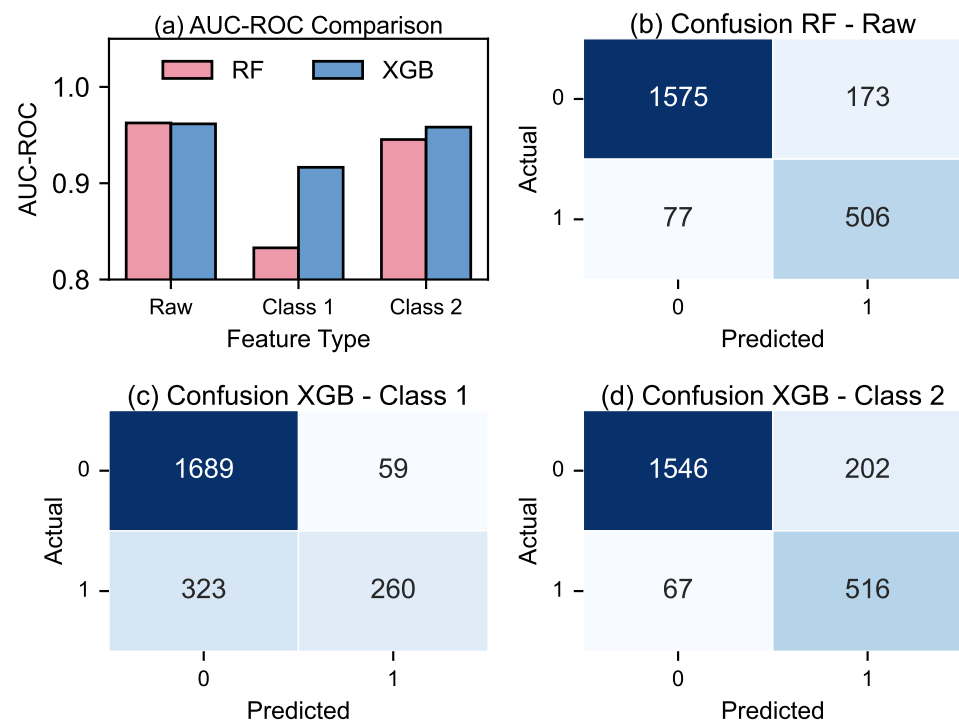 (a) AUC-ROC Comparison
RF
XGB
AUC-ROC
1.0
0.9
0.8
Raw
Class 1
Class 2
Feature Type
(b) Confusion RF - Raw
Actual
0
1575
173
1
77
506
0
1
Predicted
(c) Confusion XGB - Class 1
Actual
0
1689
59
1
323
260
0
1
Predicted
(d) Confusion XGB - Class 2
Actual
0
1546
202
1
67
516
0
1
Predicted